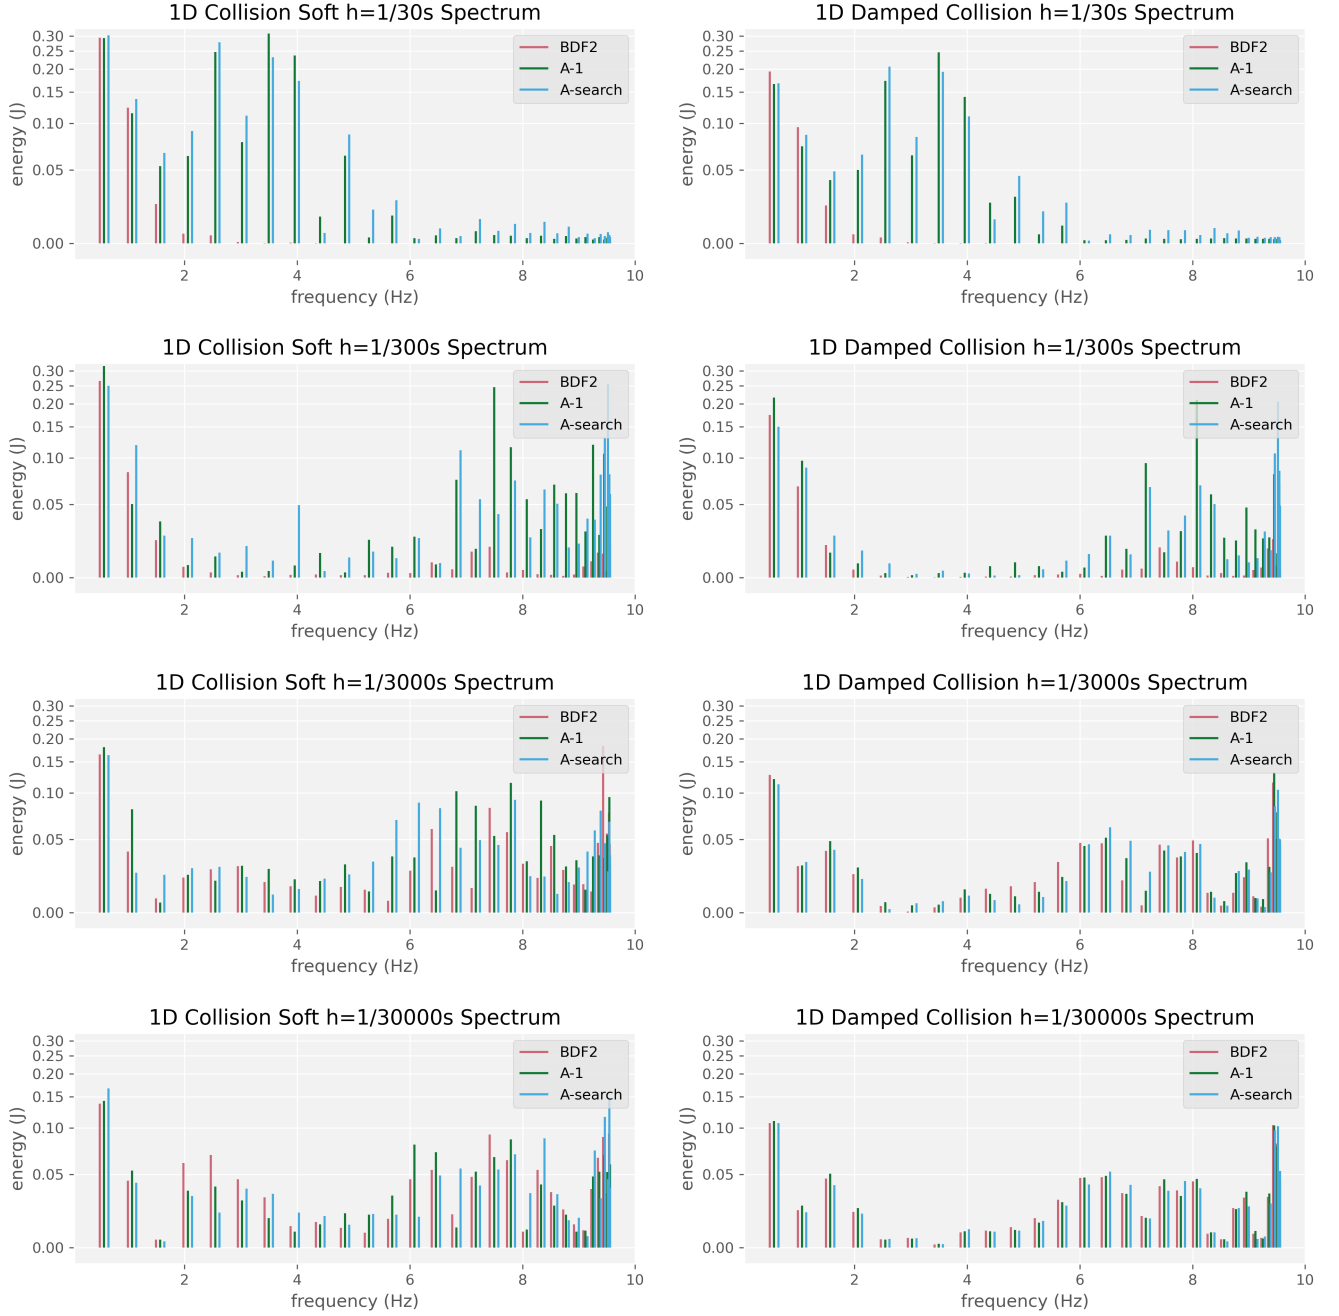 1D Collision Soft h=1/30s Spectrum
energy (J)
0.30
0.25
0.20
0.15
0.10
0.05
0.00
BDF2
A-1
A-search
2 4 6 8 10
frequency (Hz)
1D Damped Collision h=1/30s Spectrum
energy (J)
0.30
0.25
0.20
0.15
0.10
0.05
0.00
BDF2
A-1
A-search
2 4 6 8 10
frequency (Hz)
1D Collision Soft h=1/300s Spectrum
energy (J)
0.30
0.25
0.20
0.15
0.10
0.05
0.00
BDF2
A-1
A-search
2 4 6 8 10
frequency (Hz)
1D Damped Collision h=1/300s Spectrum
energy (J)
0.30
0.25
0.20
0.15
0.10
0.05
0.00
BDF2
A-1
A-search
2 4 6 8 10
frequency (Hz)
1D Collision Soft h=1/3000s Spectrum
energy (J)
0.30
0.25
0.20
0.15
0.10
0.05
0.00
BDF2
A-1
A-search
2 4 6 8 10
frequency (Hz)
1D Damped Collision h=1/3000s Spectrum
energy (J)
0.30
0.25
0.20
0.15
0.10
0.05
0.00
BDF2
A-1
A-search
2 4 6 8 10
frequency (Hz)
1D Collision Soft h=1/30000s Spectrum
energy (J)
0.30
0.25
0.20
0.15
0.10
0.05
0.00
BDF2
A-1
A-search
2 4 6 8 10
frequency (Hz)
1D Damped Collision h=1/30000s Spectrum
energy (J)
0.30
0.25
0.20
0.15
0.10
0.05
0.00
BDF2
A-1
A-search
2 4 6 8 10
frequency (Hz)